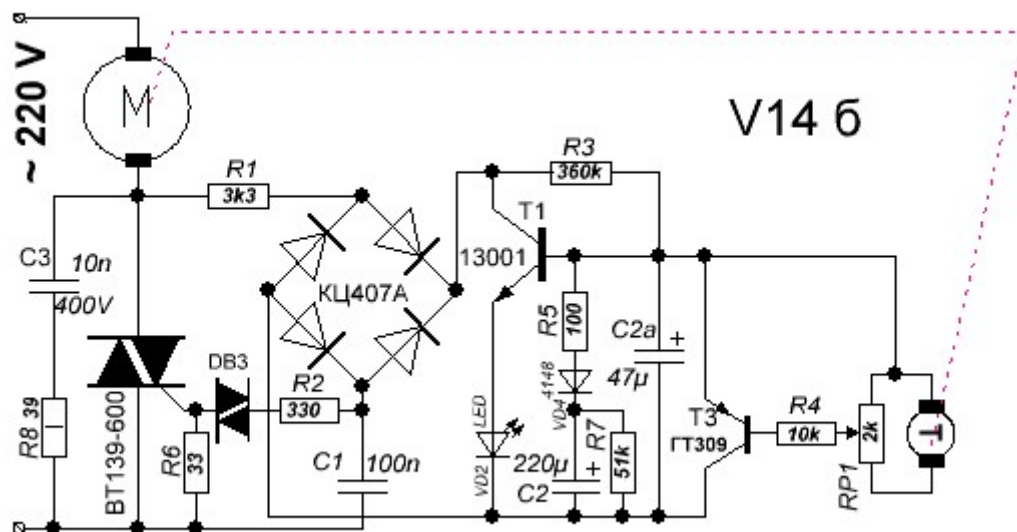 ~ 220 V
M
V14 б
R1
3k3
R3
360k
T1
13001
C3
10n
400V
КЦ407А
R5
100
C2a
47µ
4148
VD4
DB3
R2
330
LED
VD2
R7
51k
T3
ГТ309
R4
10k
2k
RP1
T
R8 39
BT139-600
R6
33
C1
100n
220µ
C2